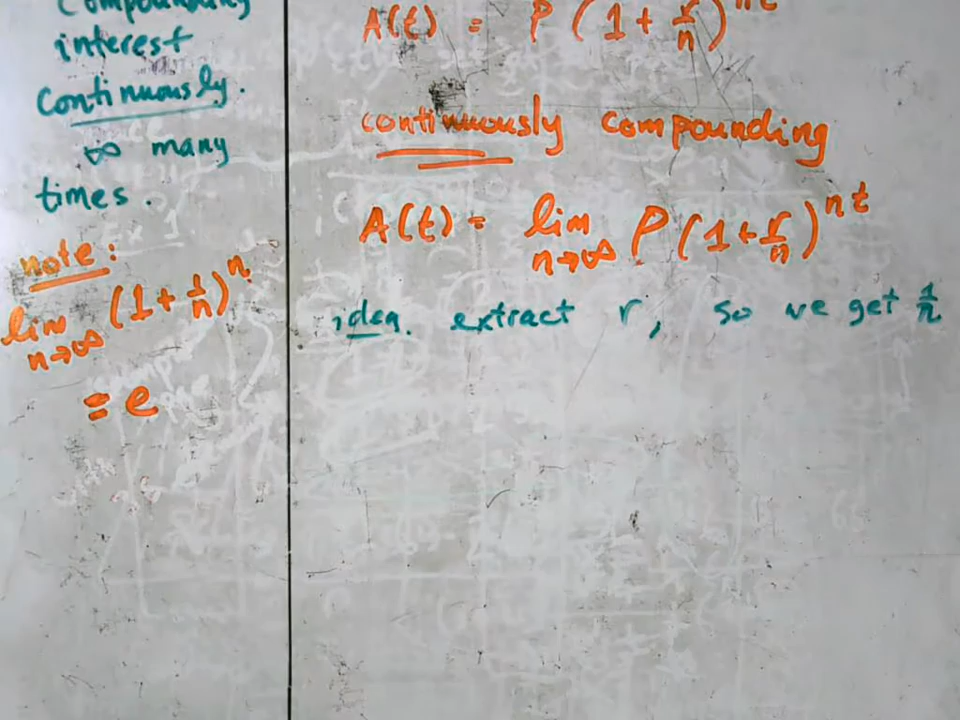 Compounding
interest
Continuously.
∞ many
times.
note:
lim n→∞ (1 + 1/n)^n
= e
A(t) = P (1 + r/n)^nt
continuously compounding
A(t) = lim n→∞ P (1 + r/n)^nt
idea. extract r, so we get 1/n